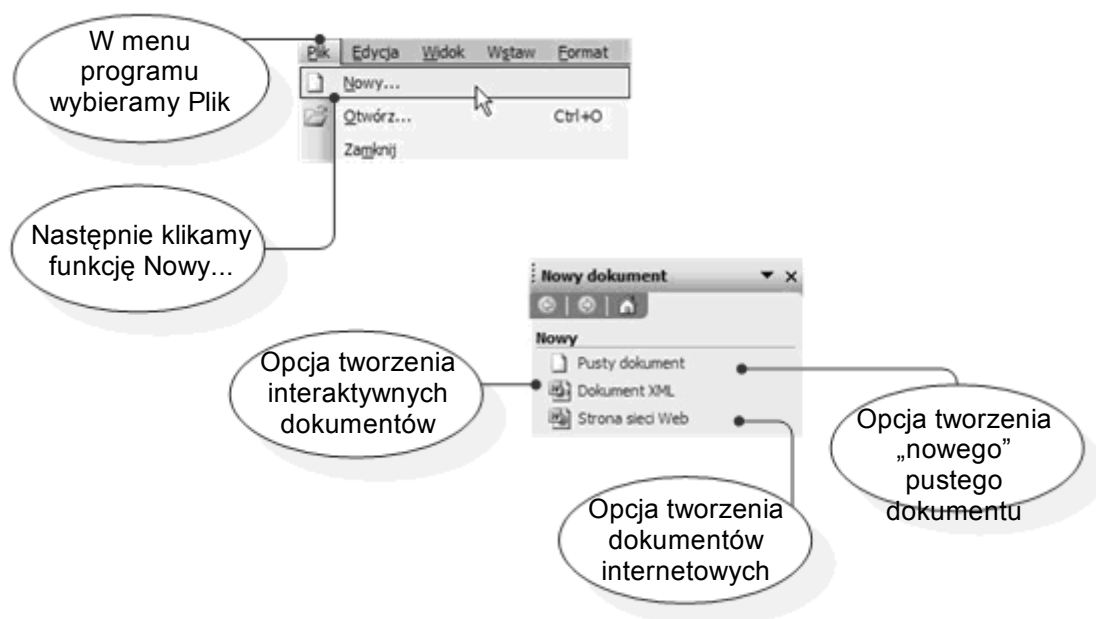 W menu
programu
wybieramy Plik
Plik Edycja Widok Wstaw Format
Nowy...
Otwórz... Ctrl+O
Zamknij
Następnie klikamy
funkcję Nowy...
Nowy dokument
Nowy
Pusty dokument
Dokument XML
Strona sieci Web
Opcja tworzenia
interaktywnych
dokumentów
Opcja tworzenia
„nowego”
pustego
dokumentu
Opcja tworzenia
dokumentów
internetowych